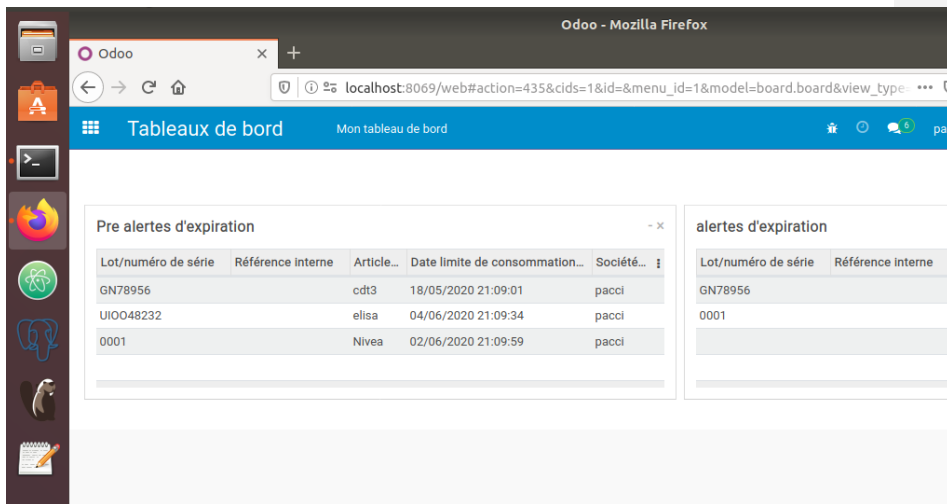 Odoo - Mozilla Firefox
Odoo
localhost:8069/web#action=435&cids=1&id=&menu_id=1&model=board.board&view_type=
Tableaux de bord
Mon tableau de bord
6
pa
Pre alertes d'expiration
Lot/numéro de série Référence interne Article... Date limite de consommation... Société...
GN78956 cdt3 18/05/2020 21:09:01 pacci
UIOO48232 elisa 04/06/2020 21:09:34 pacci
0001 Nivea 02/06/2020 21:09:59 pacci
alertes d'expiration
Lot/numéro de série Référence interne
GN78956
0001